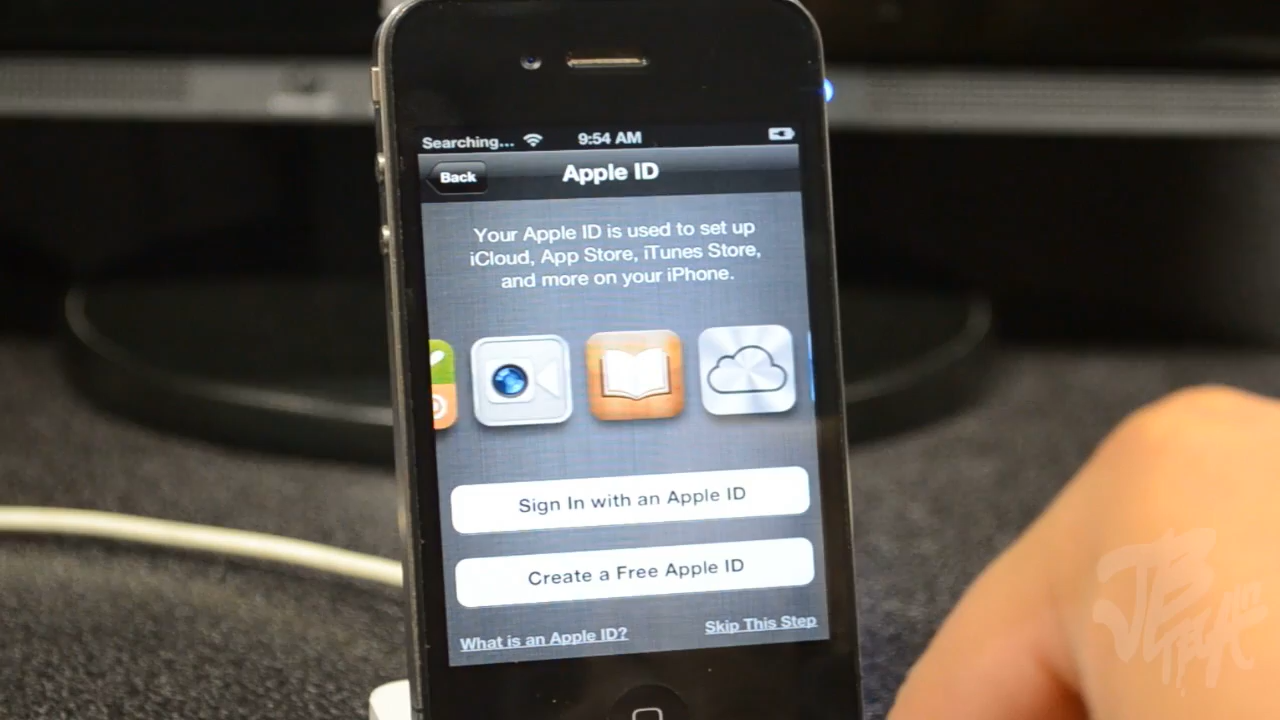 Searching... 9:54 AM
Back Apple ID
Your Apple ID is used to set up
iCloud, App Store, iTunes Store,
and more on your iPhone.
Sign In with an Apple ID
Create a Free Apple ID
What is an Apple ID? Skip This Step